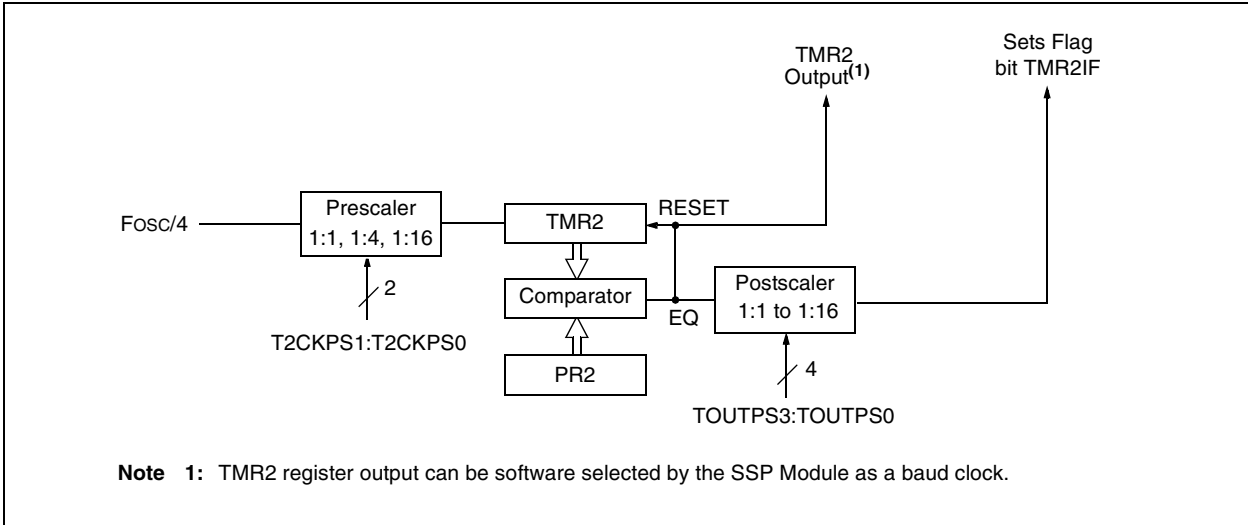 TMR2
Output(1)
Sets Flag
bit TMR2IF
Fosc/4
Prescaler
1:1, 1:4, 1:16
2
T2CKPS1:T2CKPS0
TMR2
RESET
Comparator
EQ
PR2
Postscaler
1:1 to 1:16
4
TOUTPS3:TOUTPS0
Note 1: TMR2 register output can be software selected by the SSP Module as a baud clock.